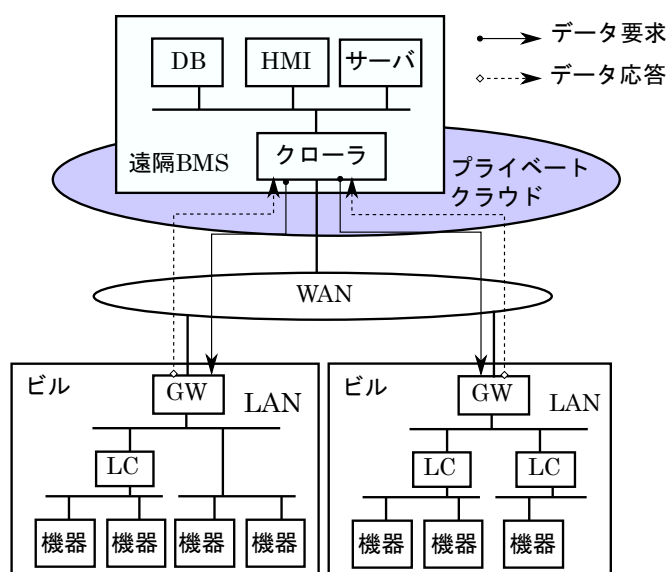 DB
HMI
サーバ
データ要求
データ応答
クローラ
遠隔BMS
プライベート
クラウド
WAN
ビル
GW
LAN
LC
機器
機器
機器
機器
ビル
GW
LAN
LC
LC
機器
機器
機器